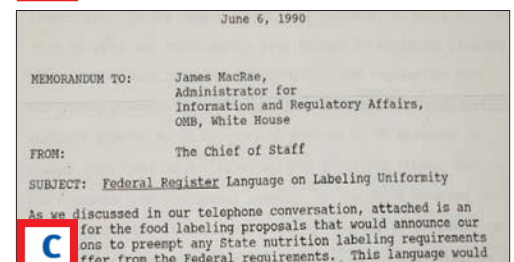 June 6, 1990
MEMORANDUM TO: James MacRae,
Administrator for
Information and Regulatory Affairs,
OMB, White House
FROM: The Chief of Staff
SUBJECT: Federal Register Language on Labeling Uniformity
As we discussed in our telephone conversation, attached is an
for the food labeling proposals that would announce our
ons to preempt any State nutrition labeling requirements
ffer from the Federal requirements. This language would
C